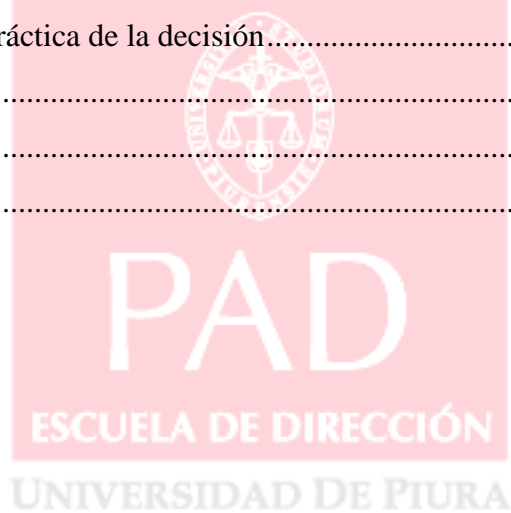 ráctica de la decisión..............................
..........................................................
..........................................................
..........................................................
PAD
ESCUELA DE DIRECCIÓN
UNIVERSIDAD DE PIURA